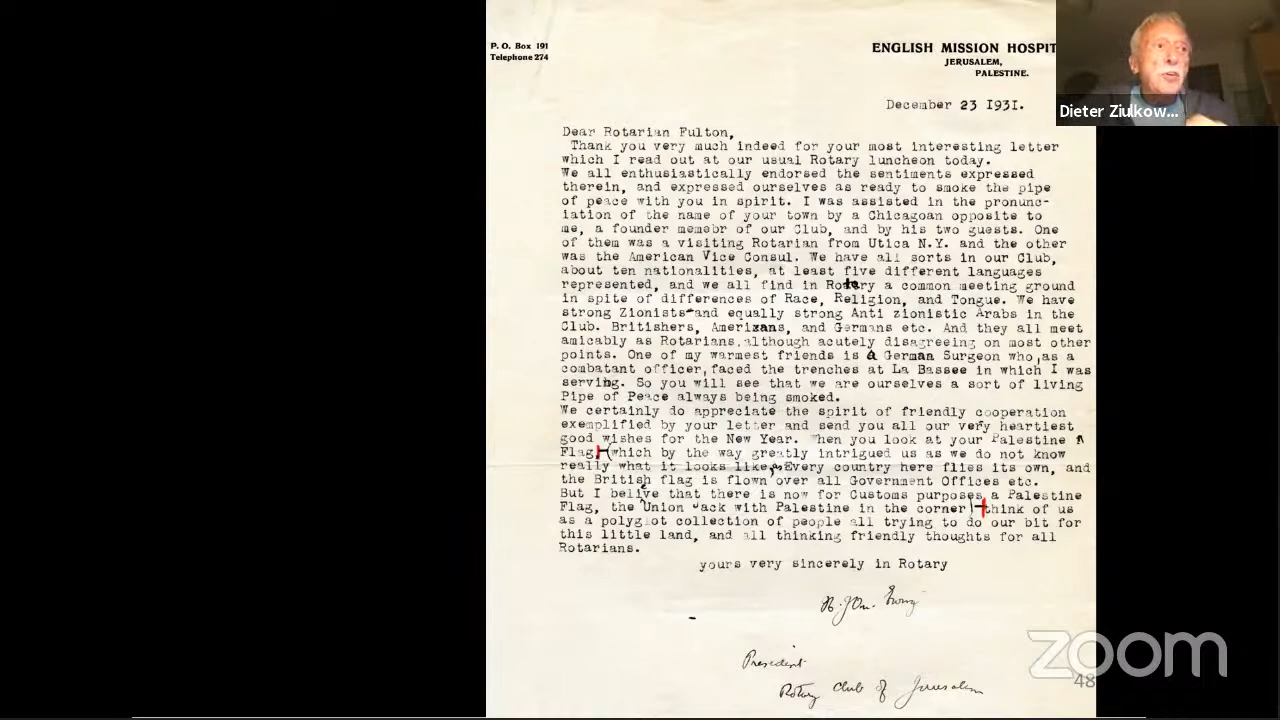 P. O. Box 191
Telephone 274
ENGLISH MISSION HOSPIT
JERUSALEM,
PALESTINE.
Dieter Ziulkow...
December 23 1931.
Dear Rotarian Fulton,
Thank you very much indeed for your most interesting letter
which I read out at our usual Rotary luncheon today.
We all enthusiastically endorsed the sentiments expressed
therein, and expressed ourselves as ready to smoke the pipe
of peace with you in spirit. I was assisted in the pronunc-
iation of the name of your town by a Chicagoan opposite to
me, a founder memebr of our Club, and by his two guests. One
of them was a visiting Rotarian from Utica N.Y. and the other
was the American Vice Consul. We have all sorts in our Club,
about ten nationalities, at least five different languages
represented, and we all find in Rotary a common meeting ground
in spite of differences of Race, Religion, and Tongue. We have
strong Zionists and equally strong Anti zionistic Arabs in the
Club. Britishers, Amerixans, and Germans etc. And they all meet
amicably as Rotarians, although acutely disagreeing on most other
points. One of my warmest friends is a German Surgeon who, as a
combatant officer, faced the trenches at La Bassee in which I was
serving. So you will see that we are ourselves a sort of living
Pipe of Peace always being smoked.
We certainly do appreciate the spirit of friendly cooperation
exemplified by your letter and send you all our very heartiest
good wishes for the New Year. When you look at your Palestine
Flag (which by the way greatly intrigued us as we do not know
really what it looks like, Every country here flies its own, and
the British flag is flown over all Government Offices etc.
But I belive that there is now for Customs purposes a Palestine
Flag, the Union Jack with Palestine in the corner) think of us
as a polyglot collection of people all trying to do our bit for
this little land, and all thinking friendly thoughts for all
Rotarians.
yours very sincerely in Rotary
President
Rotary Club of Jerusalem
zoom
48